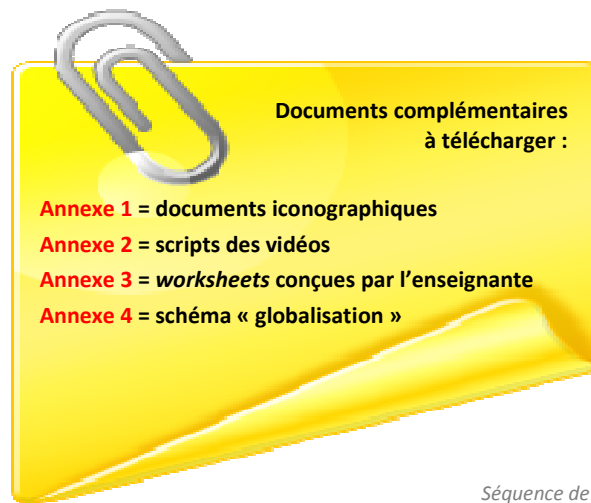 Documents complémentaires
à télécharger :
Annexe 1 = documents iconographiques
Annexe 2 = scripts des vidéos
Annexe 3 = worksheets conçues par l’enseignante
Annexe 4 = schéma « globalisation »
Séquence de